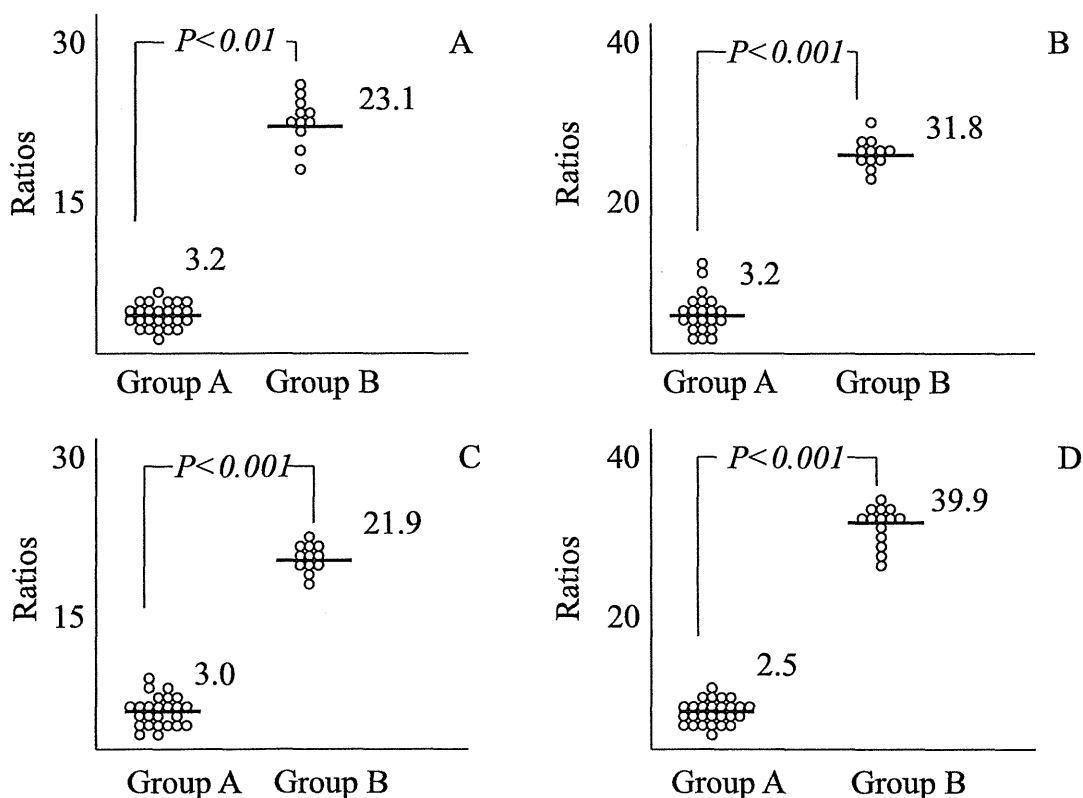 A
30
P<0.01
23.1
Ratios
15
3.2
Group A Group B
B
40
P<0.001
31.8
Ratios
20
3.2
Group A Group B
C
30
P<0.001
21.9
Ratios
15
3.0
Group A Group B
D
40
P<0.001
39.9
Ratios
20
2.5
Group A Group B